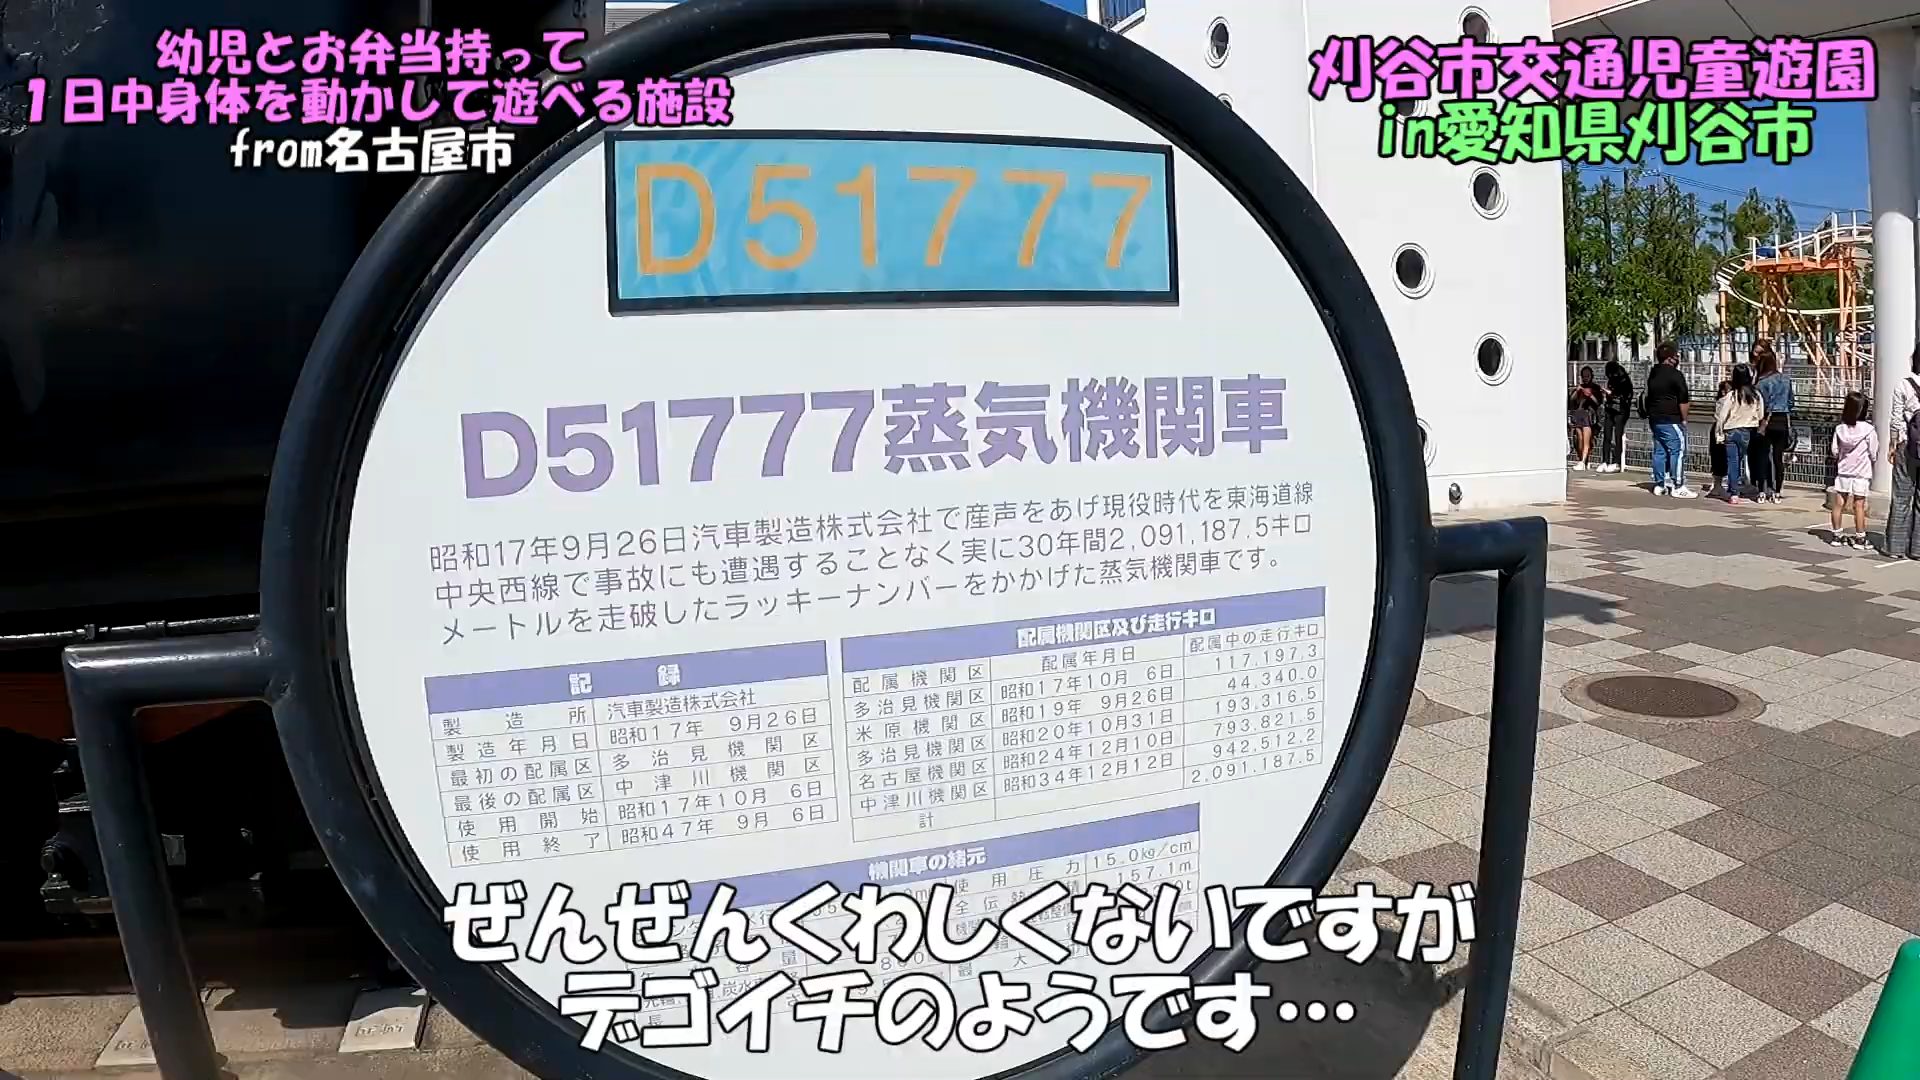 幼児とお弁当持って
1日中身体を動かして遊べる施設
from名古屋市
刈谷市交通児童遊園
in愛知県刈谷市
D51777
D51777蒸気機関車
昭和17年9月26日汽車製造株式会社で産声をあげ現役時代を東海道線
中央西線で事故にも遭遇することなく実に30年間2,091,187.5キロ
メートルを走破したラッキーナンバーをかかげた蒸気機関車です。
記 録
製造所 汽車製造株式会社
製造年月日 昭和17年 9月26日
最初の配属区 多治見機関区
最後の配属区 中津川機関区
使用開始 昭和17年10月 6日
使用終了 昭和47年 9月 6日
配属機関区及び走行キロ
配属機関区 配属年月日 配属中の走行キロ
多治見機関区 昭和17年10月 6日 117.197.3
米原機関区 昭和19年 9月26日 44.340.0
多治見機関区 昭和20年10月31日 193.316.5
名古屋機関区 昭和24年12月10日 793.821.5
中津川機関区 昭和34年12月12日 942.512.2
計 2.091.187.5
機関車の緒元
使用圧力 15.0kg/cm
157.1m
ぜんぜんくわしくないですが
デゴイチのようです…